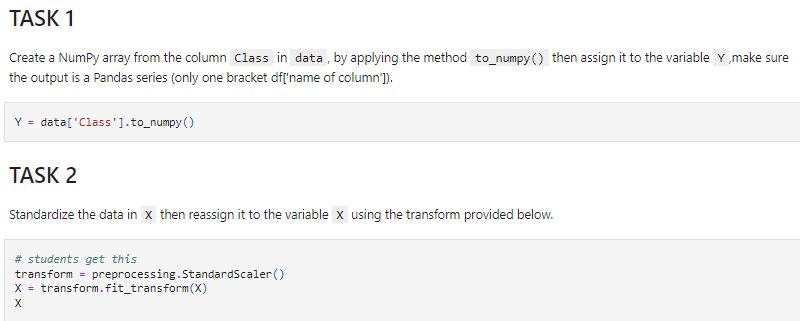 TASK 1
Create a NumPy array from the column Class in data , by applying the method to_numpy() then assign it to the variable Y ,make sure
the output is a Pandas series (only one bracket df['name of column']).
Y = data['Class'].to_numpy()
TASK 2
Standardize the data in X then reassign it to the variable X using the transform provided below.
# students get this
transform = preprocessing.StandardScaler()
X = transform.fit_transform(X)
X